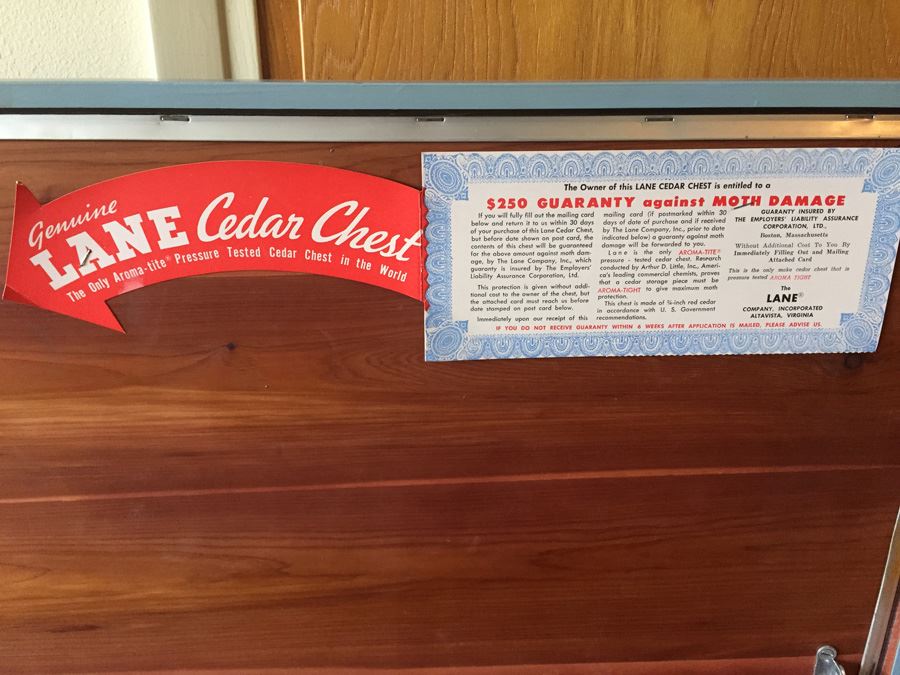 Genuine
LANE Cedar Chest
The Only Aroma-tite® Pressure Tested Cedar Chest in the World
The Owner of this LANE CEDAR CHEST is entitled to a
$250 GUARANTY against MOTH DAMAGE
If you will fully fill out the mailing card
below and return it to us within 30 days
of your purchase of this Lane Cedar Chest,
but before date shown on post card, the
contents of this chest will be guaranteed
for the above amount against moth dam-
age, by The Lane Company, Inc., which
guaranty is insured by The Employers'
Liability Assurance Corporation, Ltd.
This protection is given without addi-
tional cost to the owner of the chest, but
the attached card must reach us before
date stamped on post card below.
Immediately upon our receipt of this
mailing card (if postmarked within 30
days of date of purchase and if received
by The Lane Company, Inc., prior to date
indicated below) a guaranty against moth
damage will be forwarded to you.
Lane is the only AROMA-TITE®
pressure - tested cedar chest. Research
conducted by Arthur D. Little, Inc., Ameri-
ca's leading commercial chemists, proves
that a cedar storage piece must be
AROMA-TIGHT to give maximum moth
protection.
This chest is made of ¾-inch red cedar
in accordance with U. S. Government
recommendations.
GUARANTY INSURED BY
THE EMPLOYERS' LIABILITY ASSURANCE
CORPORATION, LTD.,
Boston, Massachusetts
Without Additional Cost To You By
Immediately Filling Out and Mailing
Attached Card
This is the only make cedar chest that is
pressure tested AROMA TIGHT
The
LANE®
COMPANY, INCORPORATED
ALTAVISTA, VIRGINIA
IF YOU DO NOT RECEIVE GUARANTY WITHIN 6 WEEKS AFTER APPLICATION IS MAILED, PLEASE ADVISE US.